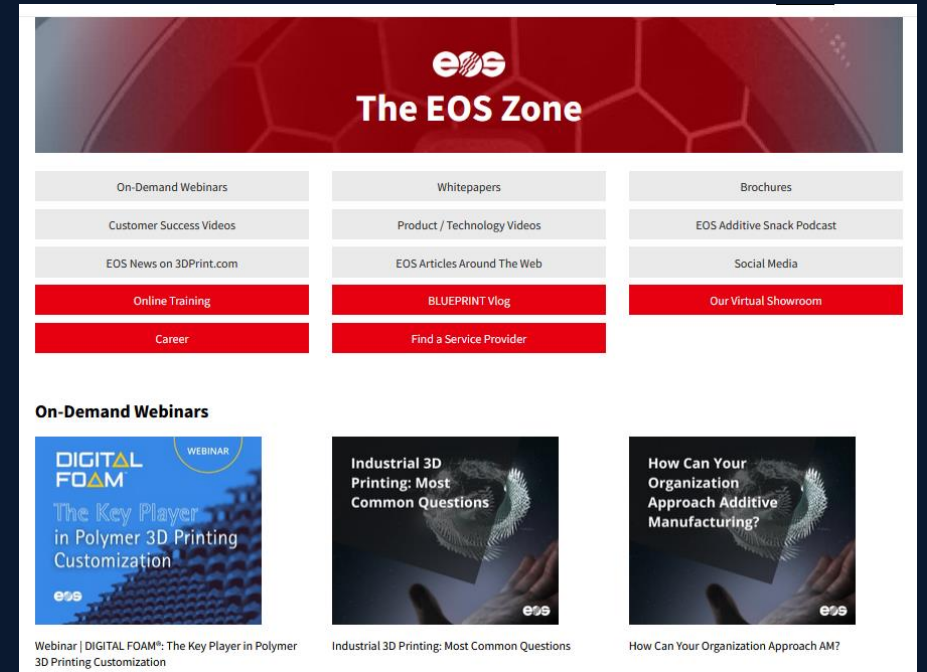 eos
The EOS Zone
On-Demand Webinars
Whitepapers
Brochures
Customer Success Videos
Product / Technology Videos
EOS Additive Snack Podcast
EOS News on 3DPrint.com
EOS Articles Around The Web
Social Media
Online Training
BLUEPRINT Vlog
Our Virtual Showroom
Career
Find a Service Provider
On-Demand Webinars
DIGITAL
FOAM
WEBINAR
The Key Player
in Polymer 3D Printing
Customization
eos
Industrial 3D
Printing: Most
Common Questions
eos
How Can Your
Organization
Approach Additive
Manufacturing?
eos
Webinar | DIGITAL FOAM®: The Key Player in Polymer
3D Printing Customization
Industrial 3D Printing: Most Common Questions
How Can Your Organization Approach AM?